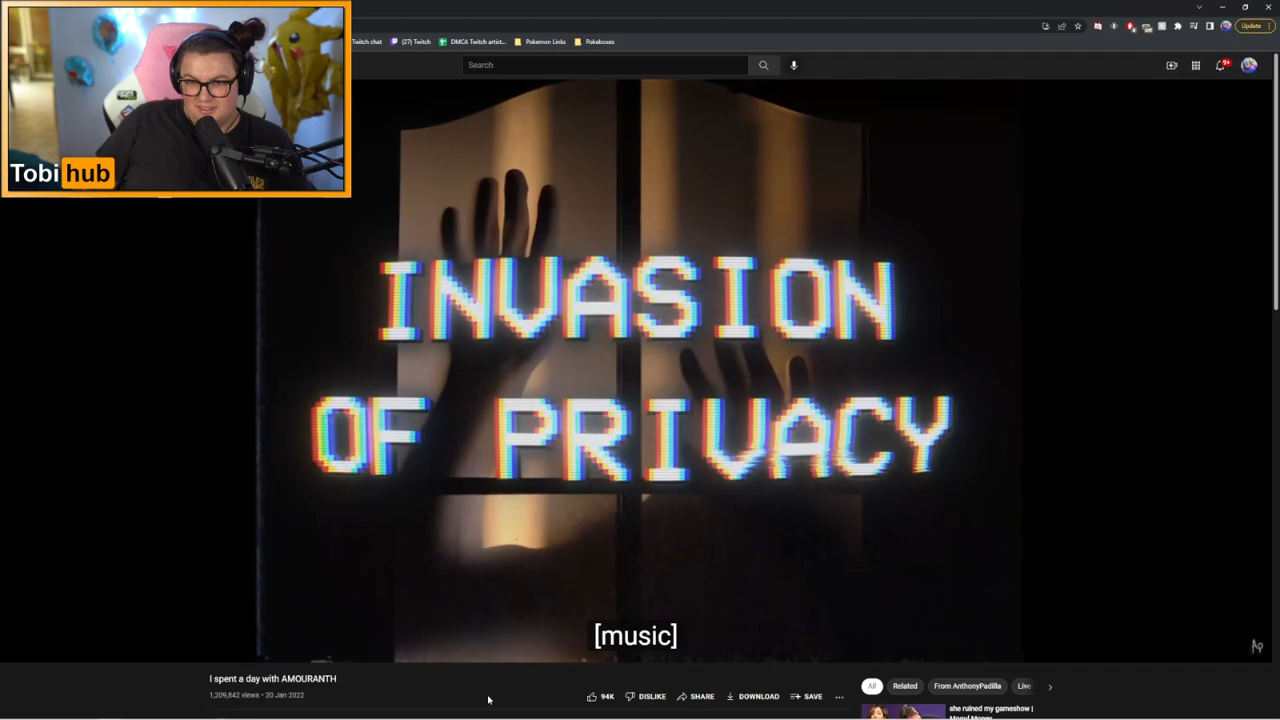 Twitch chat
(27) Twitch
DMCA Twitch artist...
Pokemon Links
Pokeboxes
Update
Search
9+
Tobi hub
INVASION
OF PRIVACY
[music]
I spent a day with AMOURANTH
1,209,842 views • 20 Jan 2022
94K
DISLIKE
SHARE
DOWNLOAD
SAVE
All
Related
From AnthonyPadilla
Live
she ruined my gameshow |